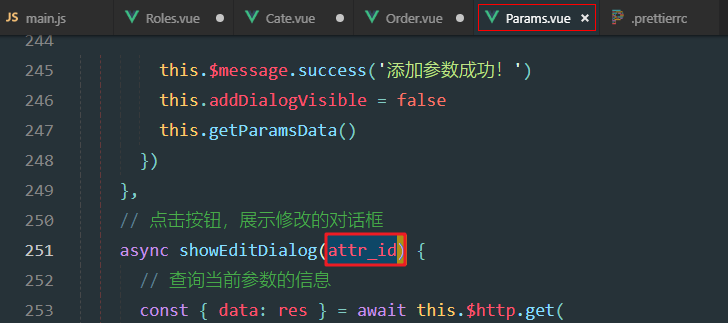 JS main.js Roles.vue Cate.vue Order.vue Params.vue × .prettierrc
244
245 this.$message.success('添加参数成功！')
246 this.addDialogVisible = false
247 this.getParamsData()
248 })
249 },
250 // 点击按钮，展示修改的对话框
251 async showEditDialog(attr_id) {
252 // 查询当前参数的信息
253 const { data: res } = await this.$http.get(